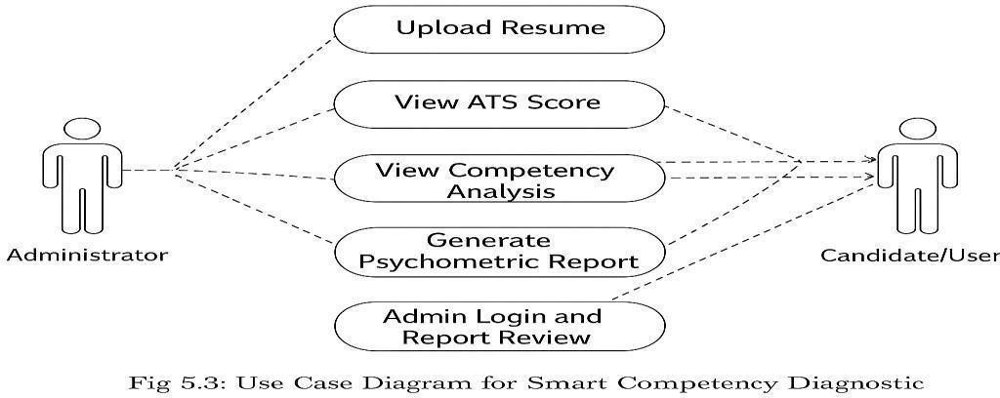 Upload Resume
View ATS Score
View Competency
Analysis
Generate
Psychometric Report
Administrator
Candidate/User
Admin Login and
Report Review
Fig 5.3: Use Case Diagram for Smart Competency Diagnostic